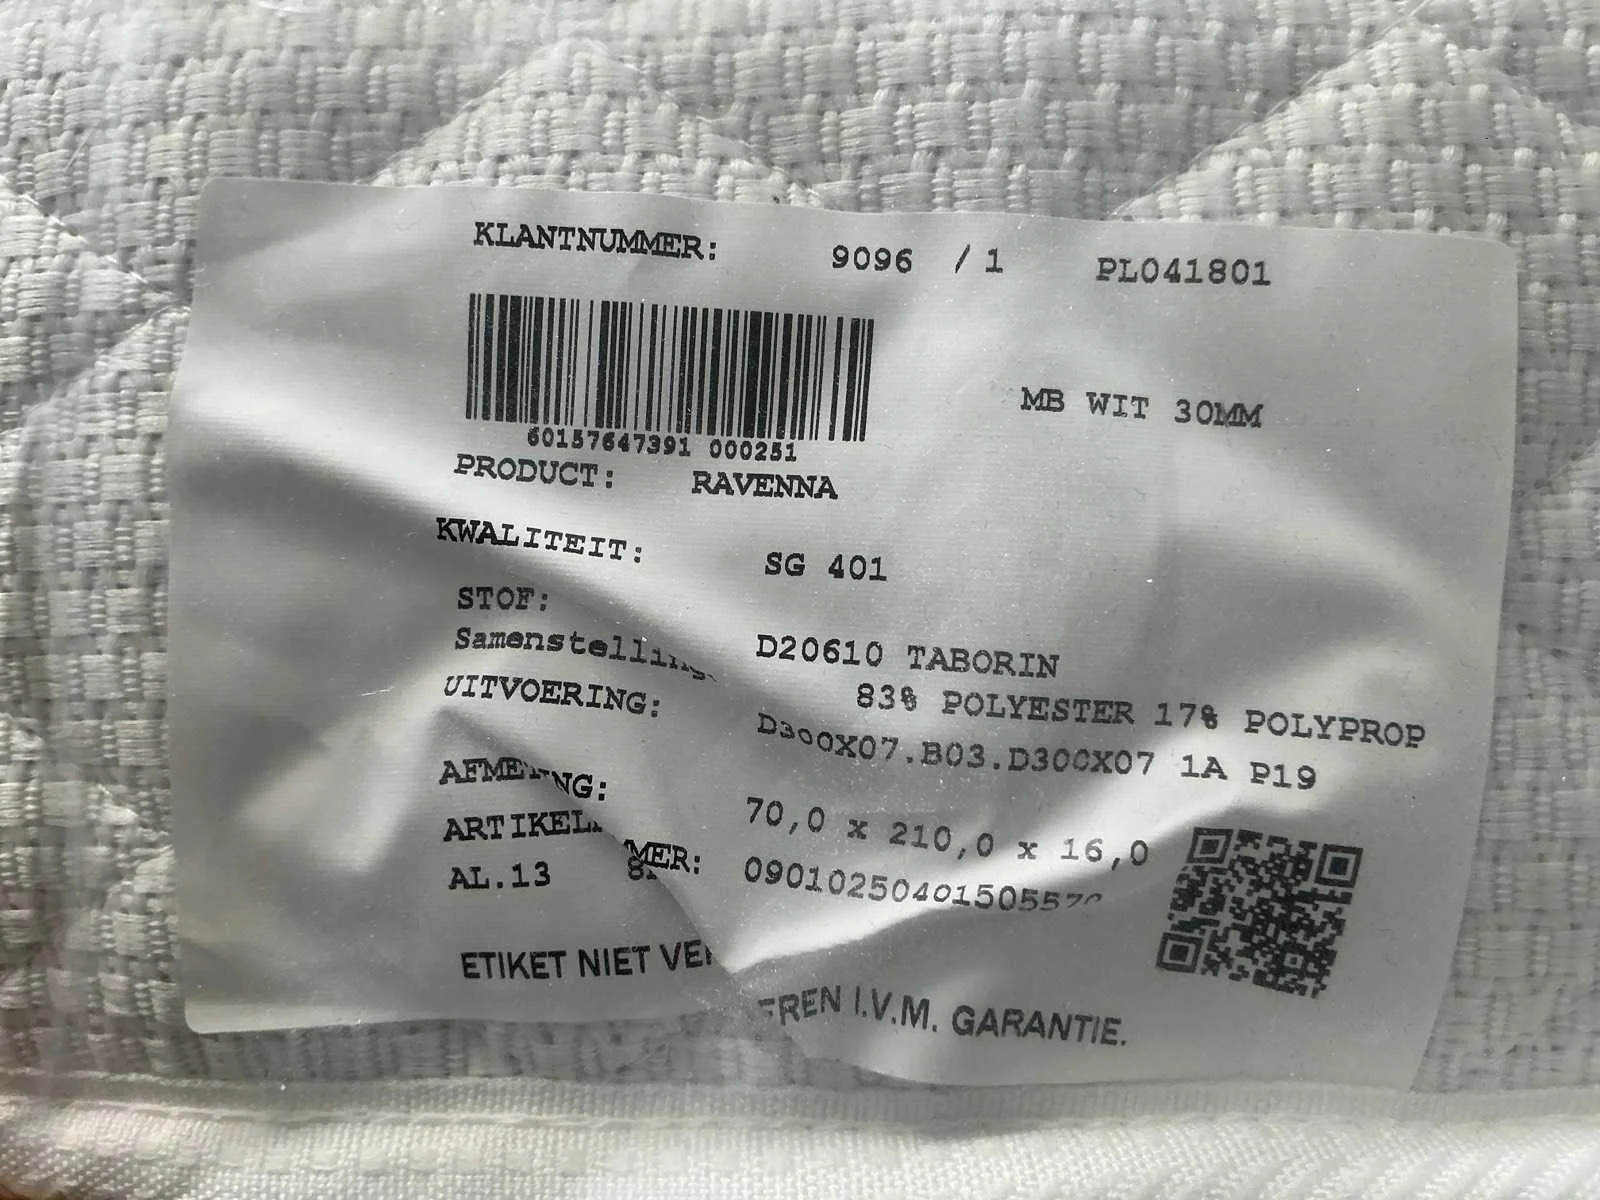 KLANTNUMMER: 9096 / 1 PL041801
MB WIT 30MM
60157647391 000251
PRODUCT: RAVENNA
KWALITEIT: SG 401
STOF: D20610 TABORIN
83% POLYESTER 17% POLYPROP
UITVOERING: D300X07.B03.D300X07 1A P19
70,0 x 210,0 x 16,0
AL.13
ETIKET NIET I.V.M. GARANTIE.